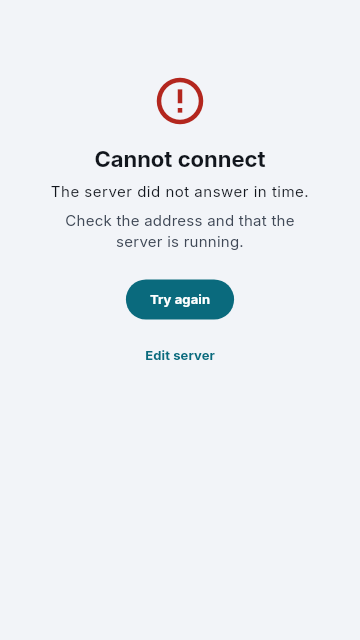 Cannot connect
The server did not answer in time.
Check the address and that the
server is running.
Try again
Edit server